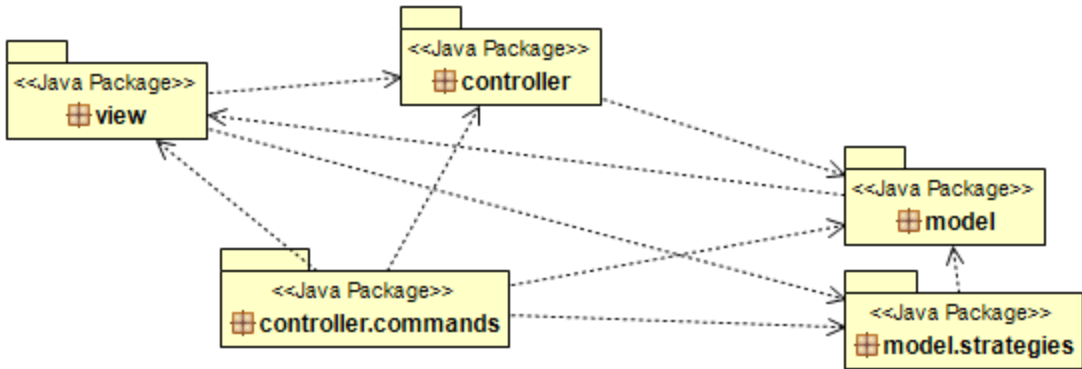 <<Java Package>>
controller
<<Java Package>>
view
<<Java Package>>
model
<<Java Package>>
controller.commands
<<Java Package>>
model.strategies